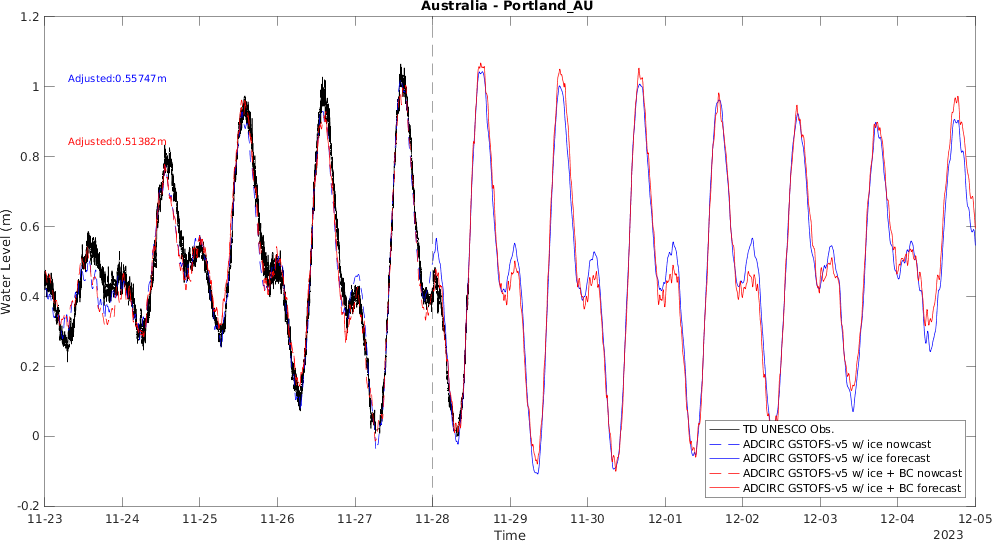 Australia - Portland_AU
1.2
1
0.8
0.6
0.4
0.2
0
-0.2
Water Level (m)
Adjusted:0.55747m
Adjusted:0.51382m
TD UNESCO Obs.
ADCIRC GSTOFS-v5 w/ ice nowcast
ADCIRC GSTOFS-v5 w/ ice forecast
ADCIRC GSTOFS-v5 w/ ice + BC nowcast
ADCIRC GSTOFS-v5 w/ ice + BC forecast
11-23 11-24 11-25 11-26 11-27 11-28 11-29 11-30 12-01 12-02 12-03 12-04 12-05
Time
2023